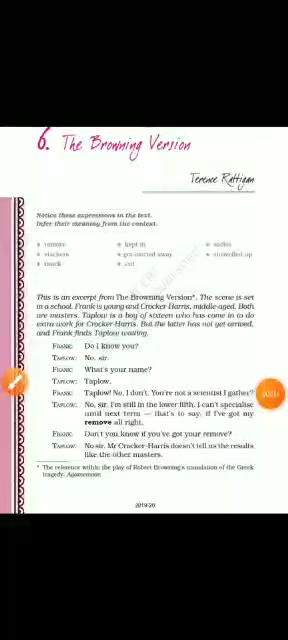 6. The Browning Version
Terence Rattigan
Notice these expressions in the text.
Infer their meaning from the context.
remove kept in sadist
slackers got carried away shrivelled up
muck cut
This is an excerpt from The Browning Version*. The scene is set
in a school. Frank is young and Crocker-Harris, middle-aged. Both
are masters. Taplow is a boy of sixteen who has come in to do
extra work for Crocker-Harris. But the latter has not yet arrived,
and Frank finds Taplow waiting.
FRANK: Do I know you?
TAPLOW: No, sir.
FRANK: What's your name?
TAPLOW: Taplow.
FRANK: Taplow! No, I don't. You're not a scientist I gather?
TAPLOW: No, sir, I'm still in the lower fifth. I can't specialise
until next term — that's to say, if I've got my
remove all right.
FRANK: Don't you know if you've got your remove?
TAPLOW: No sir, Mr Crocker-Harris doesn't tell us the results
like the other masters.
* The reference within the play of Robert Browning's translation of the Greek
tragedy, Agamemnon
2019-20